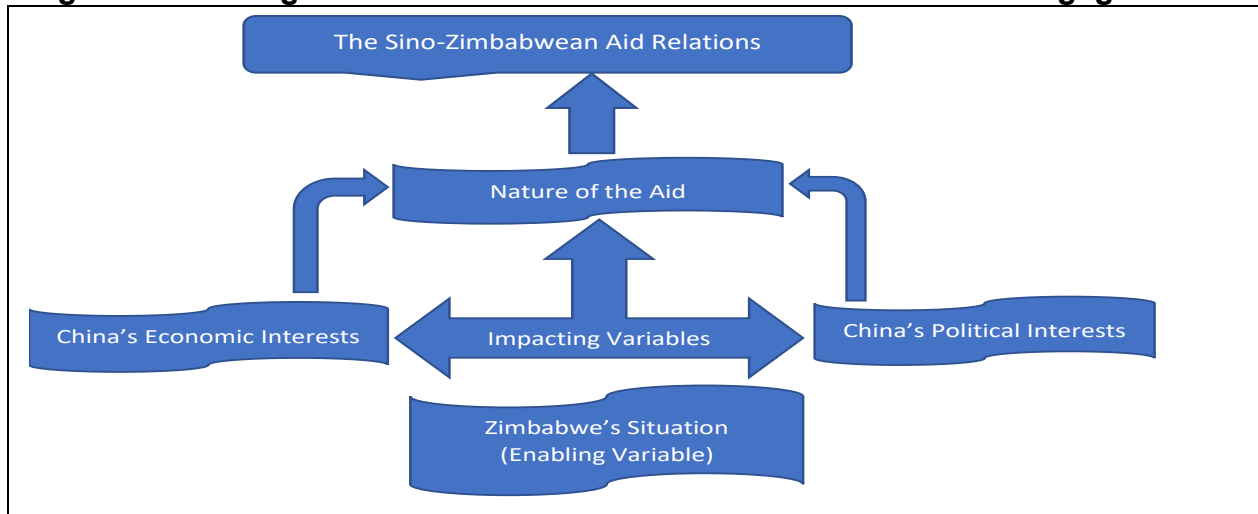 The Sino-Zimbabwean Aid Relations
Nature of the Aid
China’s Economic Interests
Impacting Variables
China’s Political Interests
Zimbabwe’s Situation
(Enabling Variable)